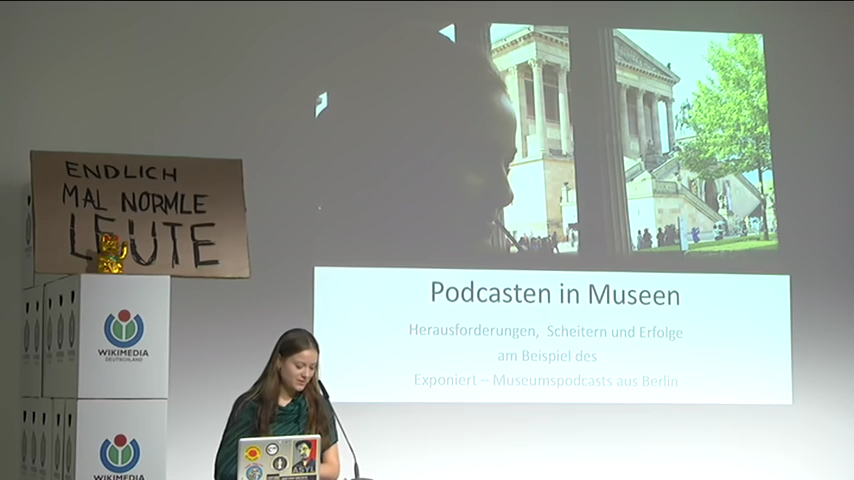 ENDLICH
MAL NORMLE
LEUTE
WIKIMEDIA
DEUTSCHLAND
WIKIMEDIA
Podcasten in Museen
Herausforderungen, Scheitern und Erfolge
am Beispiel des
Exponiert – Museumspodcasts aus Berlin